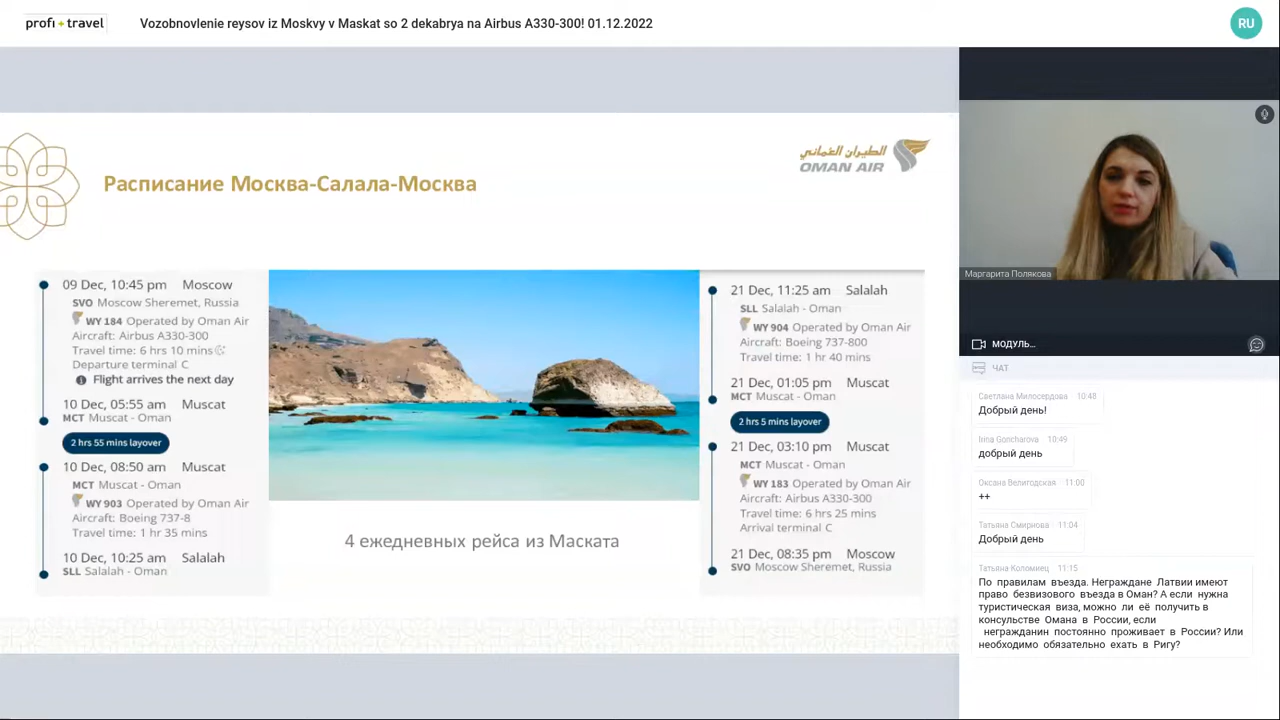 profi travel
Vozobnovlenie reysov iz Moskvy v Maskat so 2 dekabrya na Airbus A330-300! 01.12.2022
RU
الطيران العماني
OMAN AIR
Расписание Москва-Салала-Москва
09 Dec, 10:45 pm Moscow
SVO Moscow Sheremet, Russia
WY 184 Operated by Oman Air
Aircraft: Airbus A330-300
Travel time: 6 hrs 10 mins
Departure terminal C
Flight arrives the next day
10 Dec, 05:55 am Muscat
MCT Muscat - Oman
2 hrs 55 mins layover
10 Dec, 08:50 am Muscat
MCT Muscat - Oman
WY 903 Operated by Oman Air
Aircraft: Boeing 737-8
Travel time: 1 hr 35 mins
10 Dec, 10:25 am Salalah
SLL Salalah - Oman
4 ежедневных рейса из Маската
21 Dec, 11:25 am Salalah
SLL Salalah - Oman
WY 904 Operated by Oman Air
Aircraft: Boeing 737-800
Travel time: 1 hr 40 mins
21 Dec, 01:05 pm Muscat
MCT Muscat - Oman
2 hrs 5 mins layover
21 Dec, 03:10 pm Muscat
MCT Muscat - Oman
WY 183 Operated by Oman Air
Aircraft: Airbus A330-300
Travel time: 6 hrs 25 mins
Arrival terminal C
21 Dec, 08:35 pm Moscow
SVO Moscow Sheremet, Russia
Маргарита Полякова
МОДУЛЬ...
ЧАТ
Светлана Милосердова 10:48
Добрый день!
Irina Goncharova 10:49
добрый день
Оксана Велигодская 11:00
++
Татьяна Смирнова 11:04
Добрый день
Татьяна Коломиец 11:15
По правилам въезда. Неграждане Латвии имеют
право безвизового въезда в Оман? А если нужна
туристическая виза, можно ли её получить в
консульстве Омана в России, если
негражданин постоянно проживает в России? Или
необходимо обязательно ехать в Ригу?